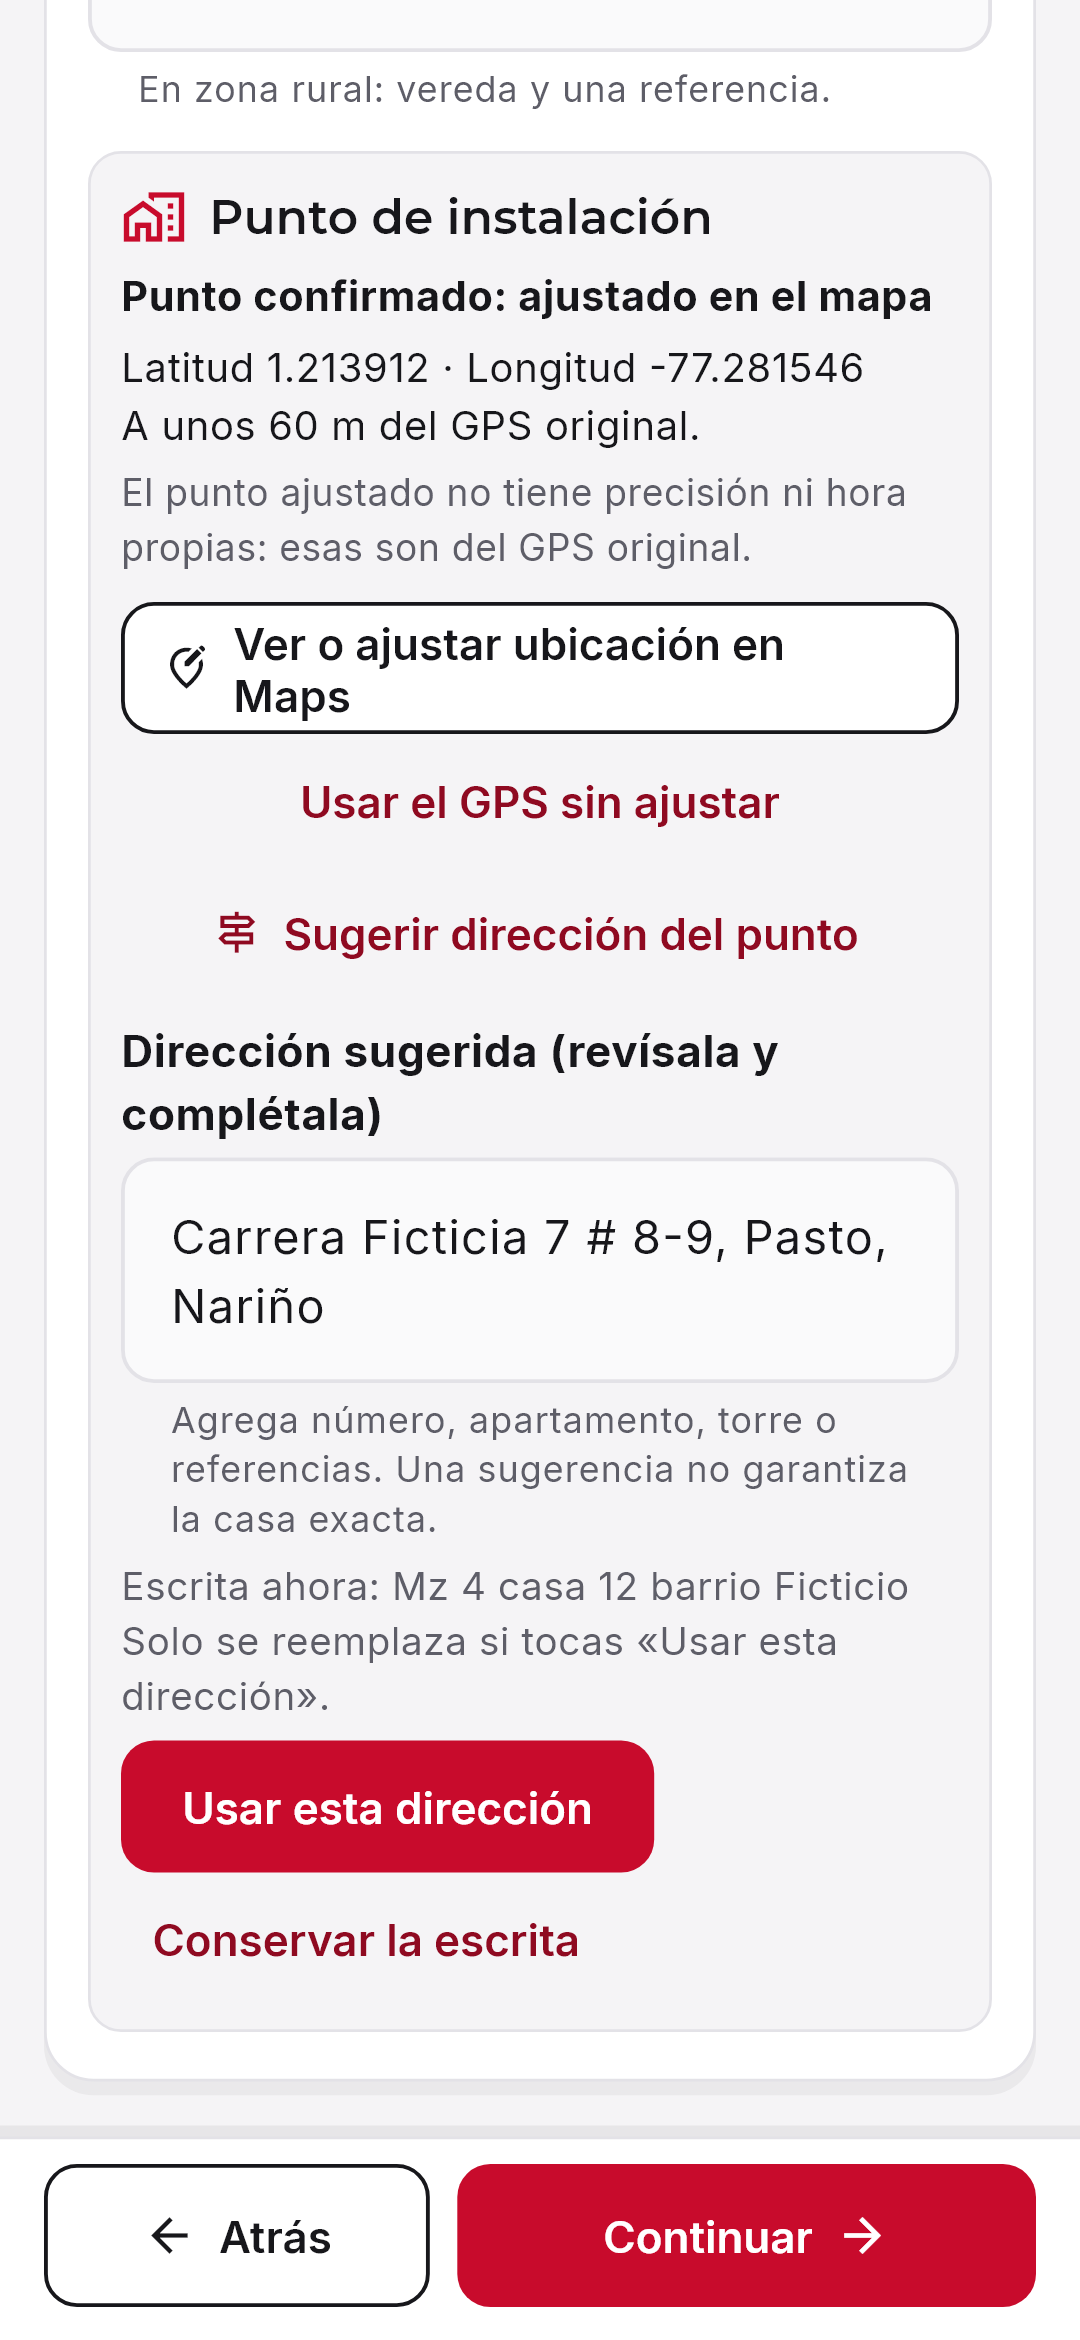 En zona rural: vereda y una referencia.
Punto de instalación
Punto confirmado: ajustado en el mapa
Latitud 1.213912 · Longitud -77.281546
A unos 60 m del GPS original.
El punto ajustado no tiene precisión ni hora
propias: esas son del GPS original.
Ver o ajustar ubicación en
Maps
Usar el GPS sin ajustar
Sugerir dirección del punto
Dirección sugerida (revísala y
complétala)
Carrera Ficticia 7 # 8-9, Pasto,
Nariño
Agrega número, apartamento, torre o
referencias. Una sugerencia no garantiza
la casa exacta.
Escrita ahora: Mz 4 casa 12 barrio Ficticio
Solo se reemplaza si tocas «Usar esta
dirección».
Usar esta dirección
Conservar la escrita
Atrás
Continuar